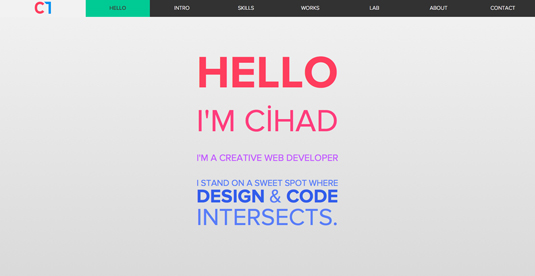 CT
HELLO
INTRO
SKILLS
WORKS
LAB
ABOUT
CONTACT
HELLO
I'M CİHAD
I'M A CREATIVE WEB DEVELOPER
I STAND ON A SWEET SPOT WHERE
DESIGN & CODE
INTERSECTS.